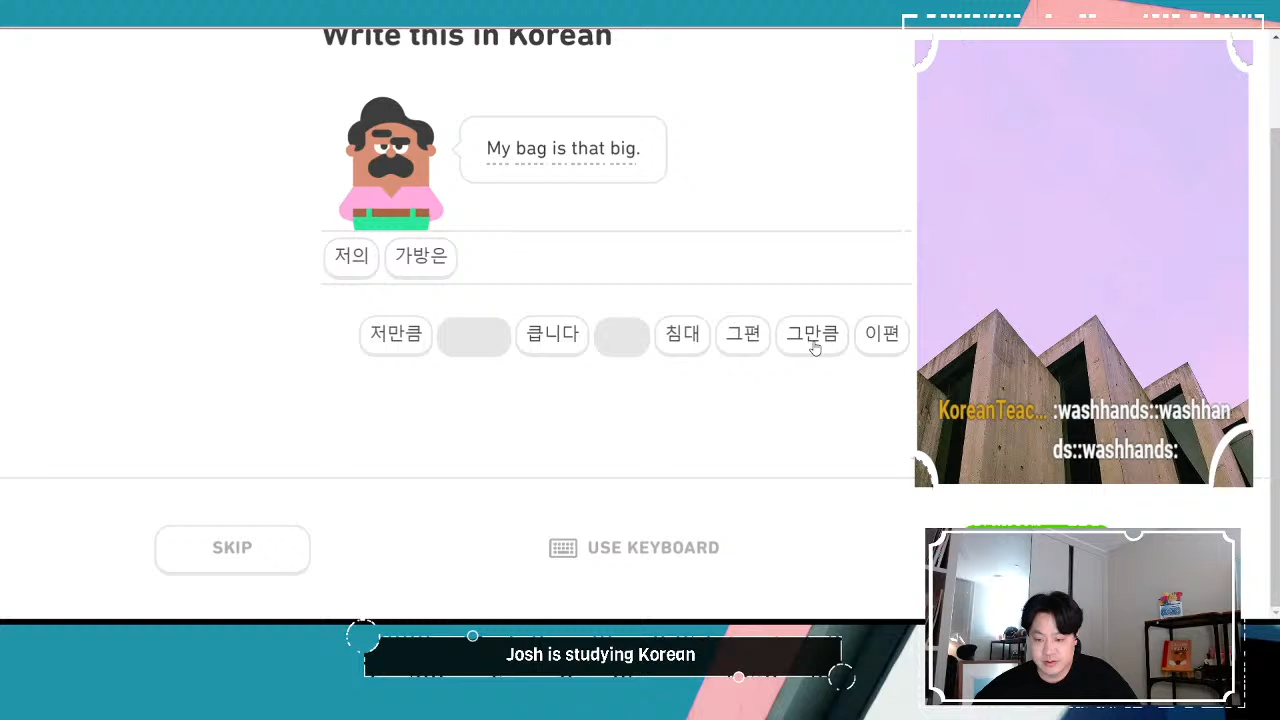 Write this in Korean
My bag is that big.
저의 가방은
저만큼 큽니다 침대 그편 그만큼 이편
KoreanTeac... :washhands::washhan
ds::washhands:
SKIP
USE KEYBOARD
Josh is studying Korean